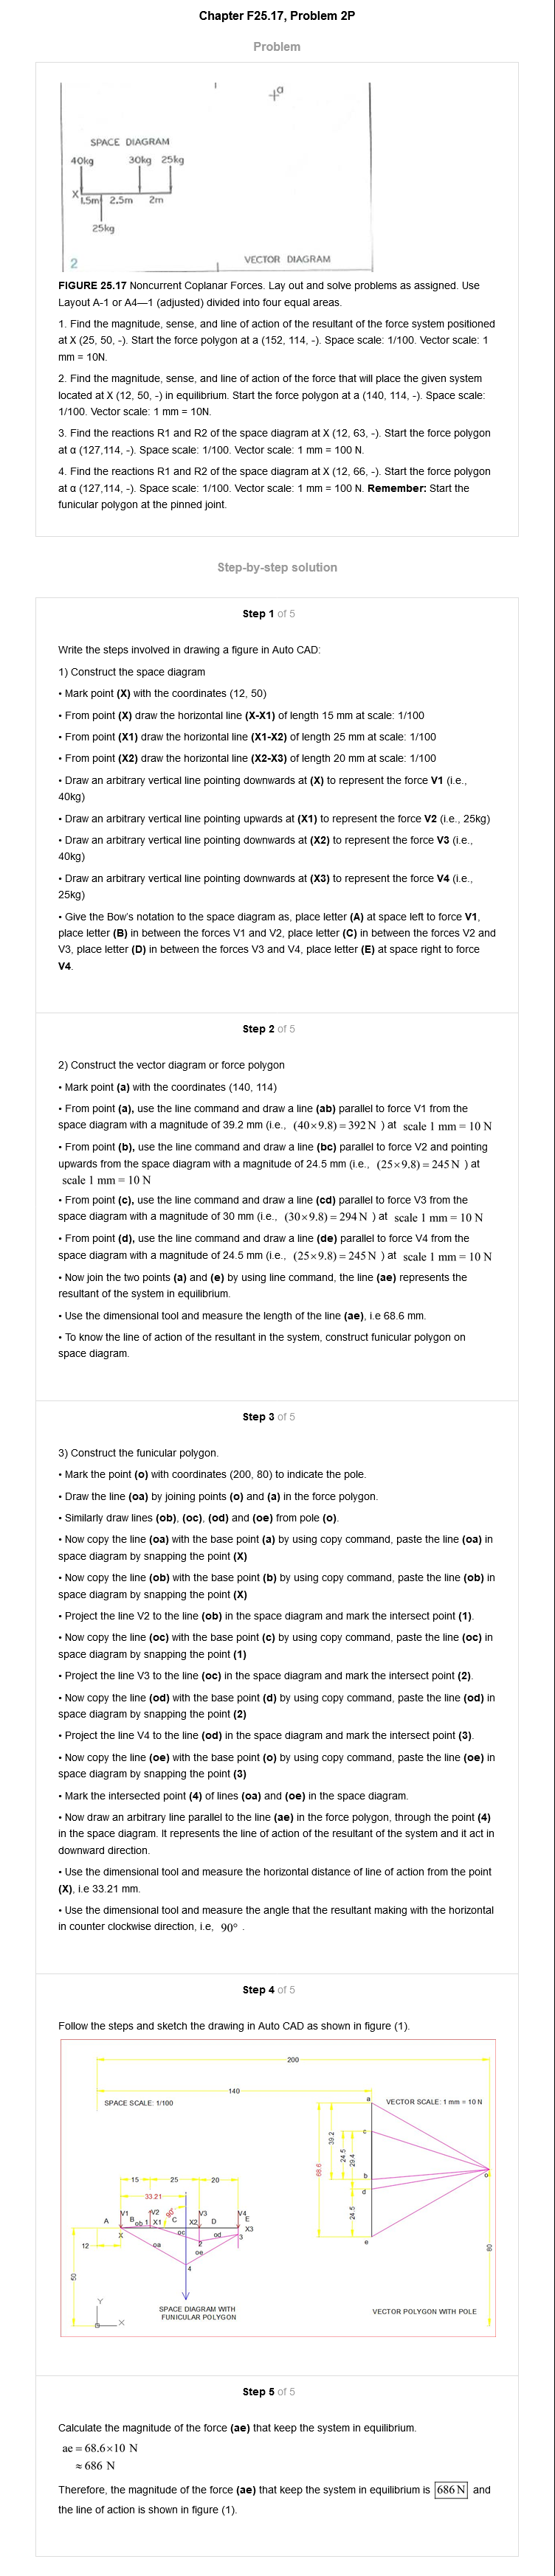 Chapter F25.17, Problem 2P
Problem
a
SPACE DIAGRAM
40kg 30kg 25kg
X
1.5m 2.5m 2m
25kg
2
VECTOR DIAGRAM
FIGURE 25.17 Noncurrent Coplanar Forces. Lay out and solve problems as assigned. Use
Layout A-1 or A4—1 (adjusted) divided into four equal areas.
1. Find the magnitude, sense, and line of action of the resultant of the force system positioned
at X (25, 50, -). Start the force polygon at a (152, 114, -). Space scale: 1/100. Vector scale: 1
mm = 10N.
2. Find the magnitude, sense, and line of action of the force that will place the given system
located at X (12, 50, -) in equilibrium. Start the force polygon at a (140, 114, -). Space scale:
1/100. Vector scale: 1 mm = 10N.
3. Find the reactions R1 and R2 of the space diagram at X (12, 63, -). Start the force polygon
at α (127,114, -). Space scale: 1/100. Vector scale: 1 mm = 100 N.
4. Find the reactions R1 and R2 of the space diagram at X (12, 66, -). Start the force polygon
at α (127,114, -). Space scale: 1/100. Vector scale: 1 mm = 100 N. Remember: Start the
funicular polygon at the pinned joint.
Step-by-step solution
Step 1 of 5
Write the steps involved in drawing a figure in Auto CAD:
1) Construct the space diagram
• Mark point (X) with the coordinates (12, 50)
• From point (X) draw the horizontal line (X-X1) of length 15 mm at scale: 1/100
• From point (X1) draw the horizontal line (X1-X2) of length 25 mm at scale: 1/100
• From point (X2) draw the horizontal line (X2-X3) of length 20 mm at scale: 1/100
• Draw an arbitrary vertical line pointing downwards at (X) to represent the force V1 (i.e.,
40kg)
• Draw an arbitrary vertical line pointing upwards at (X1) to represent the force V2 (i.e., 25kg)
• Draw an arbitrary vertical line pointing downwards at (X2) to represent the force V3 (i.e.,
40kg)
• Draw an arbitrary vertical line pointing downwards at (X3) to represent the force V4 (i.e.,
25kg)
• Give the Bow's notation to the space diagram as, place letter (A) at space left to force V1,
place letter (B) in between the forces V1 and V2, place letter (C) in between the forces V2 and
V3, place letter (D) in between the forces V3 and V4, place letter (E) at space right to force
V4.
Step 2 of 5
2) Construct the vector diagram or force polygon
• Mark point (a) with the coordinates (140, 114)
• From point (a), use the line command and draw a line (ab) parallel to force V1 from the
space diagram with a magnitude of 39.2 mm (i.e., (40×9.8) = 392 N ) at scale 1 mm = 10 N
• From point (b), use the line command and draw a line (bc) parallel to force V2 and pointing
upwards from the space diagram with a magnitude of 24.5 mm (i.e., (25×9.8) = 245 N ) at
scale 1 mm = 10 N
• From point (c), use the line command and draw a line (cd) parallel to force V3 from the
space diagram with a magnitude of 30 mm (i.e., (30×9.8) = 294 N ) at scale 1 mm = 10 N
• From point (d), use the line command and draw a line (de) parallel to force V4 from the
space diagram with a magnitude of 24.5 mm (i.e., (25×9.8) = 245 N ) at scale 1 mm = 10 N
• Now join the two points (a) and (e) by using line command, the line (ae) represents the
resultant of the system in equilibrium.
• Use the dimensional tool and measure the length of the line (ae), i.e 68.6 mm.
• To know the line of action of the resultant in the system, construct funicular polygon on
space diagram.
Step 3 of 5
3) Construct the funicular polygon.
• Mark the point (o) with coordinates (200, 80) to indicate the pole.
• Draw the line (oa) by joining points (o) and (a) in the force polygon.
• Similarly draw lines (ob), (oc), (od) and (oe) from pole (o).
• Now copy the line (oa) with the base point (a) by using copy command, paste the line (oa) in
space diagram by snapping the point (X)
• Now copy the line (ob) with the base point (b) by using copy command, paste the line (ob) in
space diagram by snapping the point (X)
• Project the line V2 to the line (ob) in the space diagram and mark the intersect point (1).
• Now copy the line (oc) with the base point (c) by using copy command, paste the line (oc) in
space diagram by snapping the point (1)
• Project the line V3 to the line (oc) in the space diagram and mark the intersect point (2).
• Now copy the line (od) with the base point (d) by using copy command, paste the line (od) in
space diagram by snapping the point (2)
• Project the line V4 to the line (od) in the space diagram and mark the intersect point (3).
• Now copy the line (oe) with the base point (o) by using copy command, paste the line (oe) in
space diagram by snapping the point (3)
• Mark the intersected point (4) of lines (oa) and (oe) in the space diagram.
• Now draw an arbitrary line parallel to the line (ae) in the force polygon, through the point (4)
in the space diagram. It represents the line of action of the resultant of the system and it act in
downward direction.
• Use the dimensional tool and measure the horizontal distance of line of action from the point
(X), i.e 33.21 mm.
• Use the dimensional tool and measure the angle that the resultant making with the horizontal
in counter clockwise direction, i.e, 90° .
Step 4 of 5
Follow the steps and sketch the drawing in Auto CAD as shown in figure (1).
200
140
SPACE SCALE: 1/100
a
VECTOR SCALE: 1 mm = 10 N
c
39.2
24.5
29.4
68.6
b
d
o
24.5
e
80
15 25 20
33.21
90°
V1 V2 V3 V4
A B ob 1 X1 C X2 D E
X X3
oc od 3
oa 2
oe
4
12
50
Y
X
SPACE DIAGRAM WITH
FUNICULAR POLYGON
VECTOR POLYGON WITH POLE
Step 5 of 5
Calculate the magnitude of the force (ae) that keep the system in equilibrium.
ae = 68.6×10 N
≈ 686 N
Therefore, the magnitude of the force (ae) that keep the system in equilibrium is 686 N and
the line of action is shown in figure (1).